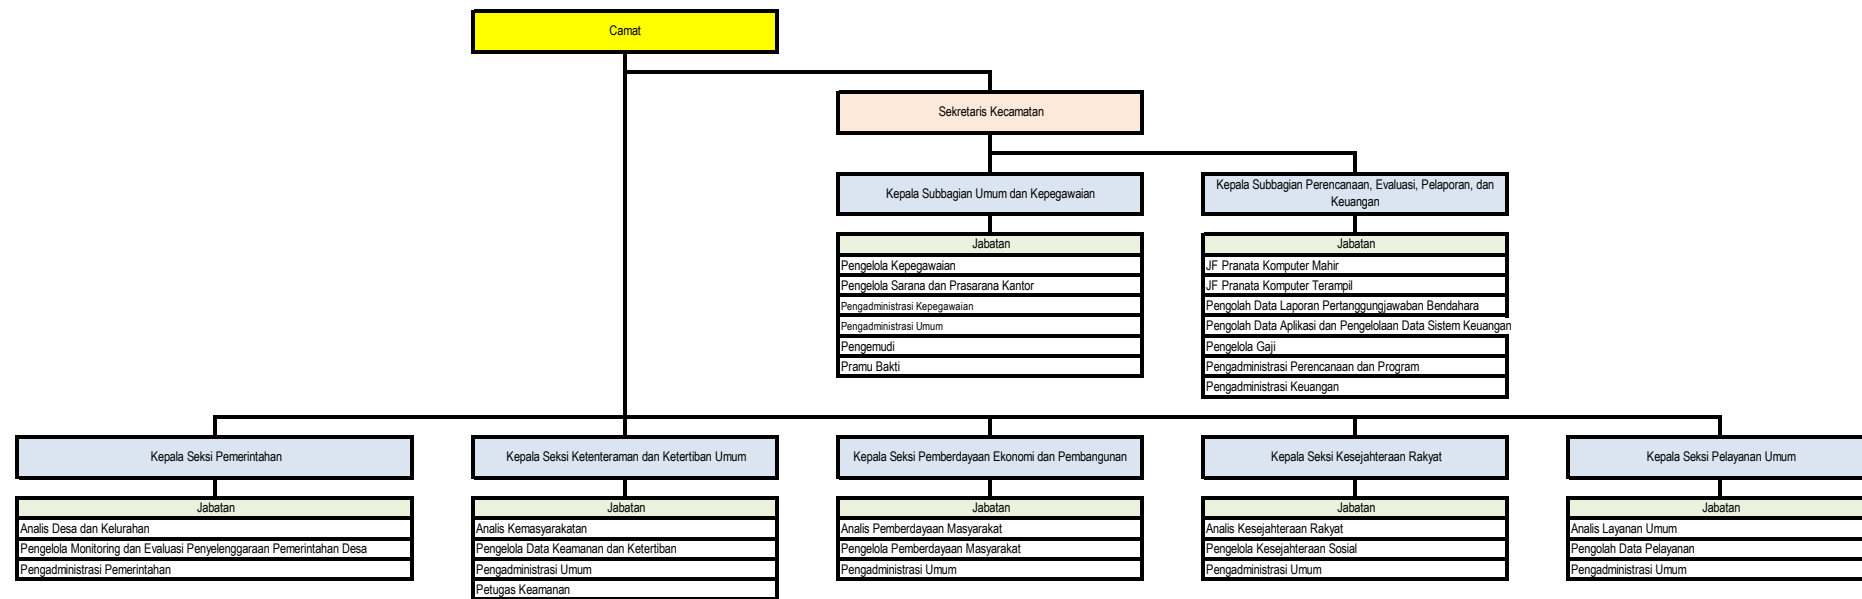 Camat
Sekretaris Kecamatan
Kepala Subbagian Umum dan Kepegawaian
Jabatan
Pengelola Kepegawaian
Pengelola Sarana dan Prasarana Kantor
Pengadministrasi Kepegawaian
Pengadministrasi Umum
Pengemudi
Pramu Bakti
Kepala Subbagian Perencanaan, Evaluasi, Pelaporan, dan
Keuangan
Jabatan
JF Pranata Komputer Mahir
JF Pranata Komputer Terampil
Pengolah Data Laporan Pertanggungjawaban Bendahara
Pengolah Data Aplikasi dan Pengelolaan Data Sistem Keuangan
Pengelola Gaji
Pengadministrasi Perencanaan dan Program
Pengadministrasi Keuangan
Kepala Seksi Pemerintahan
Jabatan
Analis Desa dan Kelurahan
Pengelola Monitoring dan Evaluasi Penyelenggaraan Pemerintahan Desa
Pengadministrasi Pemerintahan
Kepala Seksi Ketenteraman dan Ketertiban Umum
Jabatan
Analis Kemasyarakatan
Pengelola Data Keamanan dan Ketertiban
Pengadministrasi Umum
Petugas Keamanan
Kepala Seksi Pemberdayaan Ekonomi dan Pembangunan
Jabatan
Analis Pemberdayaan Masyarakat
Pengelola Pemberdayaan Masyarakat
Pengadministrasi Umum
Kepala Seksi Kesejahteraan Rakyat
Jabatan
Analis Kesejahteraan Rakyat
Pengelola Kesejahteraan Sosial
Pengadministrasi Umum
Kepala Seksi Pelayanan Umum
Jabatan
Analis Layanan Umum
Pengolah Data Pelayanan
Pengadministrasi Umum